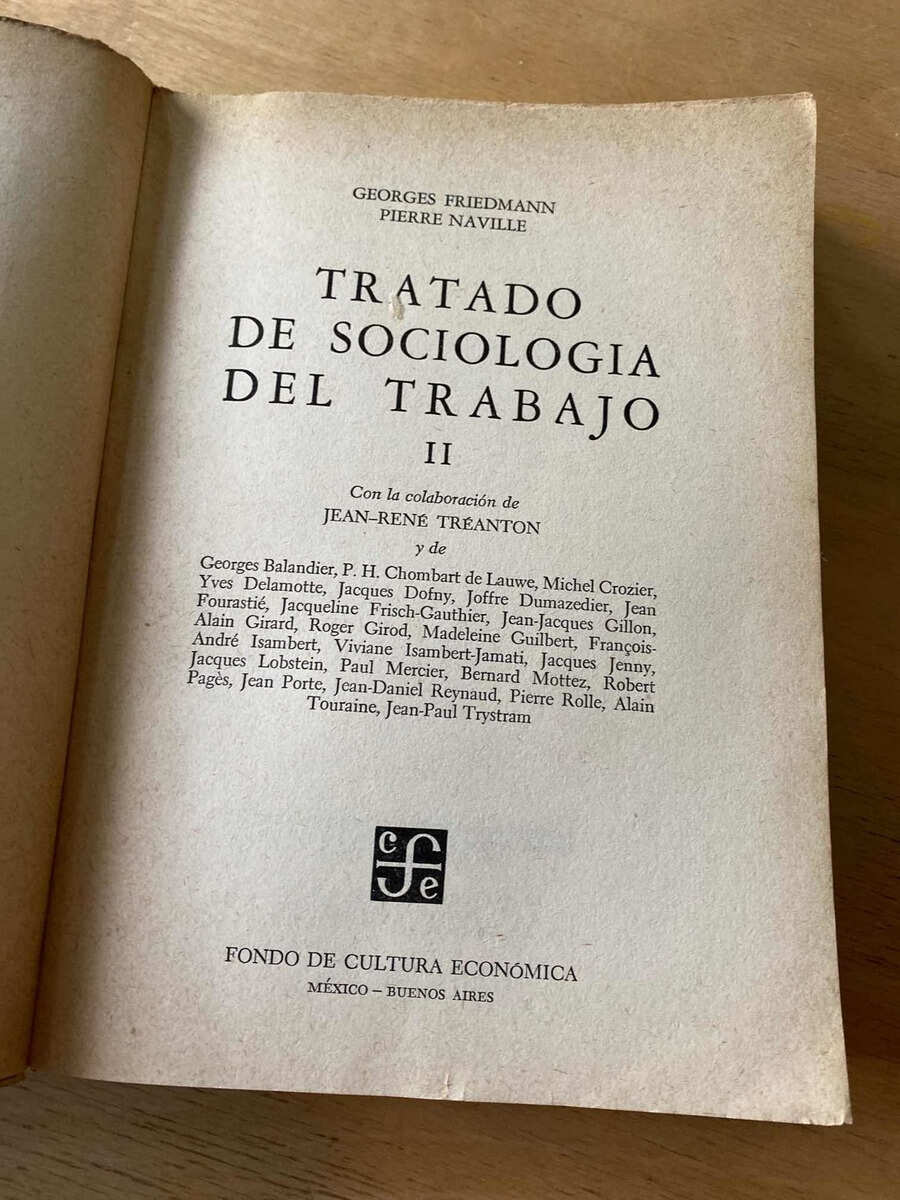 GEORGES FRIEDMANN
PIERRE NAVILLE
TRATADO
DE SOCIOLOGIA
DEL TRABAJO
II
Con la colaboración de
JEAN–RENÉ TRÉANTON
y de
Georges Balandier, P. H. Chombart de Lauwe, Michel Crozier,
Yves Delamotte, Jacques Dofny, Joffre Dumazedier, Jean
Fourastié, Jacqueline Frisch-Gauthier, Jean-Jacques Gillon,
Alain Girard, Roger Girod, Madeleine Guilbert, François-
André Isambert, Viviane Isambert-Jamati, Jacques Jenny,
Jacques Lobstein, Paul Mercier, Bernard Mottez, Robert
Pagès, Jean Porte, Jean-Daniel Reynaud, Pierre Rolle, Alain
Touraine, Jean-Paul Trystram
cfe
FONDO DE CULTURA ECONÓMICA
MÉXICO – BUENOS AIRES